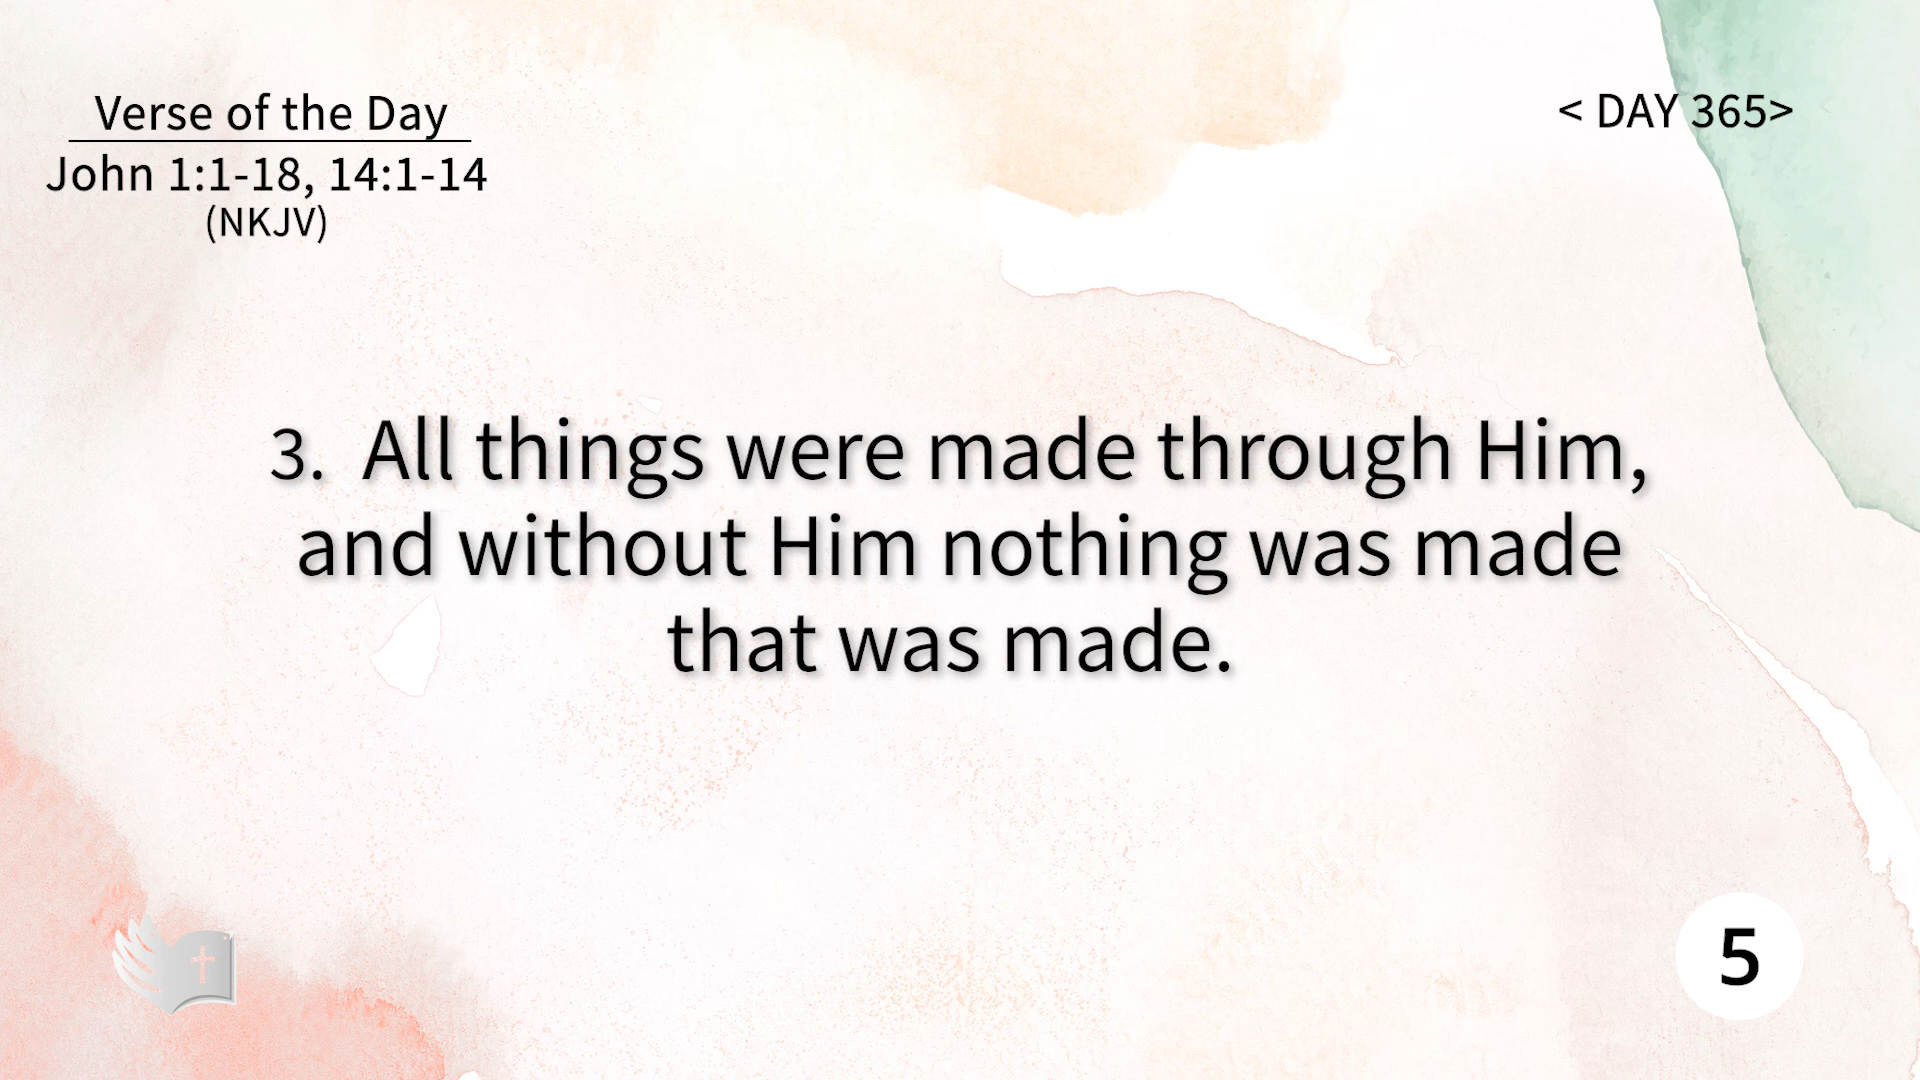 Verse of the Day
John 1:1-18, 14:1-14
(NKJV)
< DAY 365>
3. All things were made through Him,
and without Him nothing was made
that was made.
5